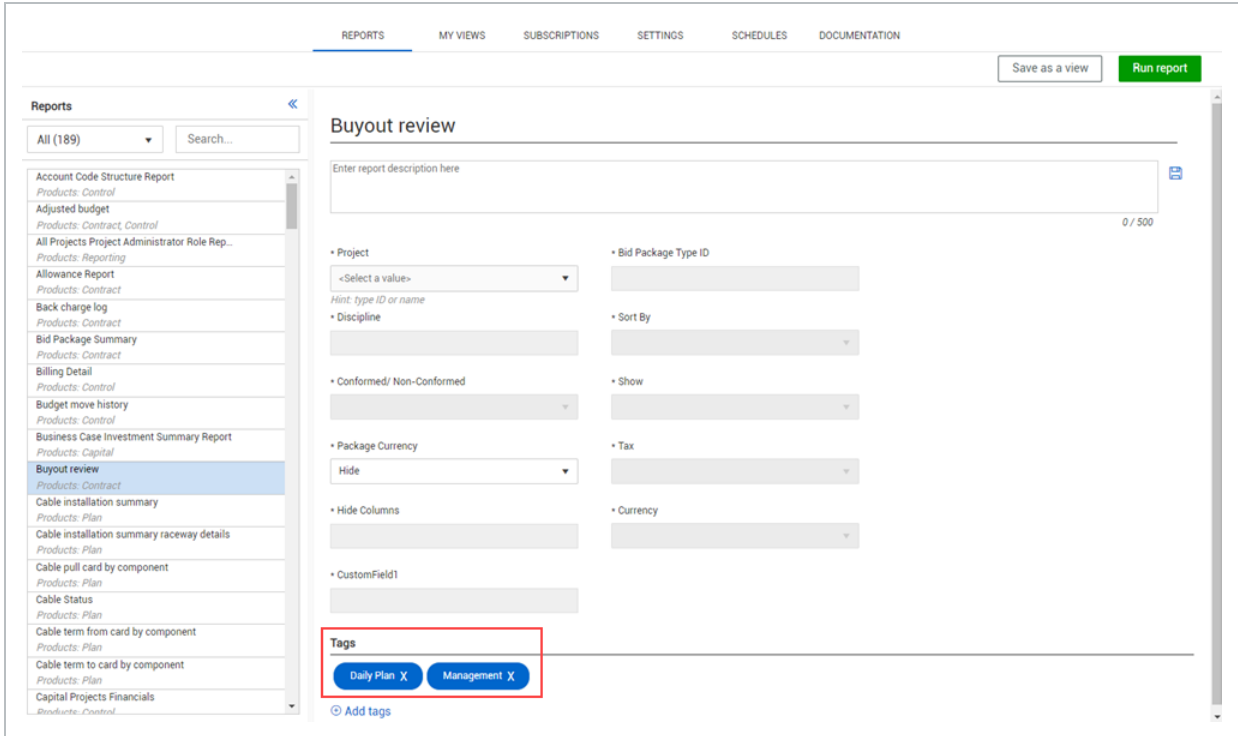 REPORTS MY VIEWS SUBSCRIPTIONS SETTINGS SCHEDULES DOCUMENTATION
Save as a view Run report
Reports
All (189) Search...
Account Code Structure Report
Products: Control
Adjusted budget
Products: Contract, Control
All Projects Project Administrator Role Rep...
Products: Reporting
Allowance Report
Products: Contract
Back charge log
Products: Contract
Bid Package Summary
Products: Contract
Billing Detail
Products: Control
Budget move history
Products: Control
Business Case Investment Summary Report
Products: Capital
Buyout review
Products: Contract
Cable installation summary
Products: Plan
Cable installation summary raceway details
Products: Plan
Cable pull card by component
Products: Plan
Cable Status
Products: Plan
Cable term from card by component
Products: Plan
Cable term to card by component
Products: Plan
Capital Projects Financials
Products: Control
Buyout review
Enter report description here
0 / 500
• Project • Bid Package Type ID
<Select a value>
Hint: type ID or name
• Discipline • Sort By
• Conformed/ Non-Conformed • Show
• Package Currency • Tax
Hide
• Hide Columns • Currency
• CustomField1
Tags
Daily Plan X Management X
Add tags